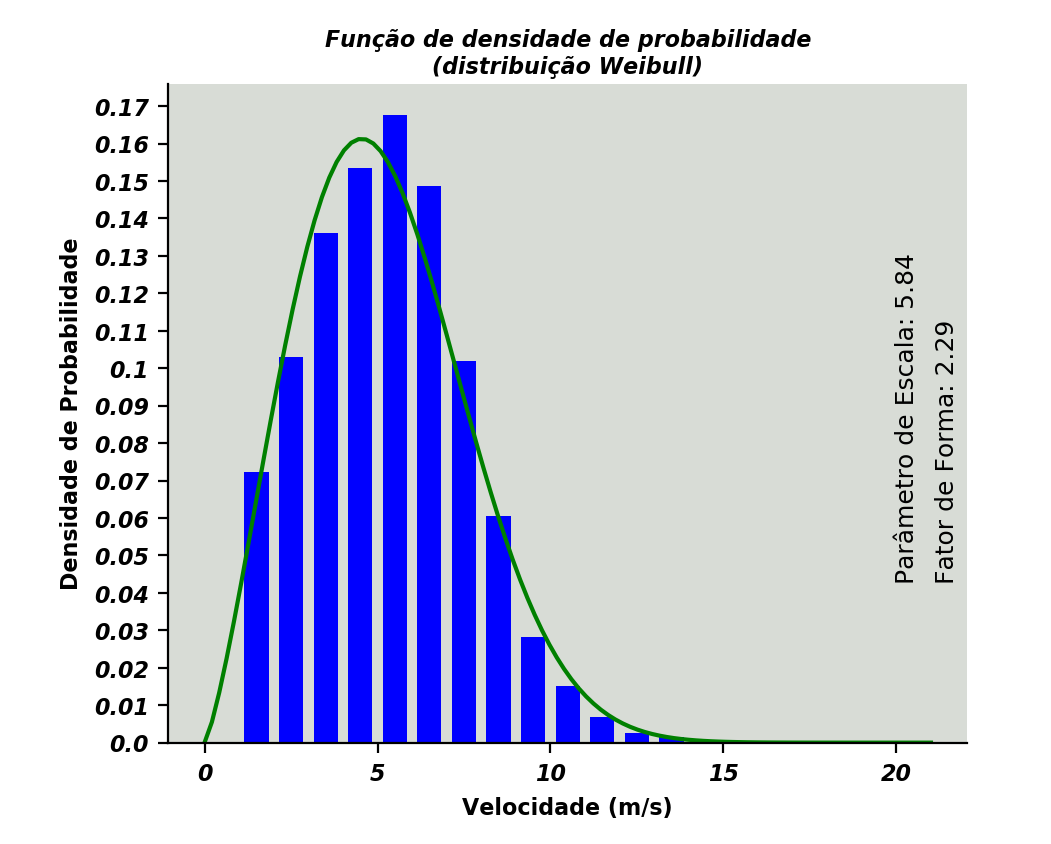 Função de densidade de probabilidade
(distribuição Weibull)
Densidade de Probabilidade
0.17
0.16
0.15
0.14
0.13
0.12
0.11
0.1
0.09
0.08
0.07
0.06
0.05
0.04
0.03
0.02
0.01
0.0
Parâmetro de Escala: 5.84
Fator de Forma: 2.29
0 5 10 15 20
Velocidade (m/s)